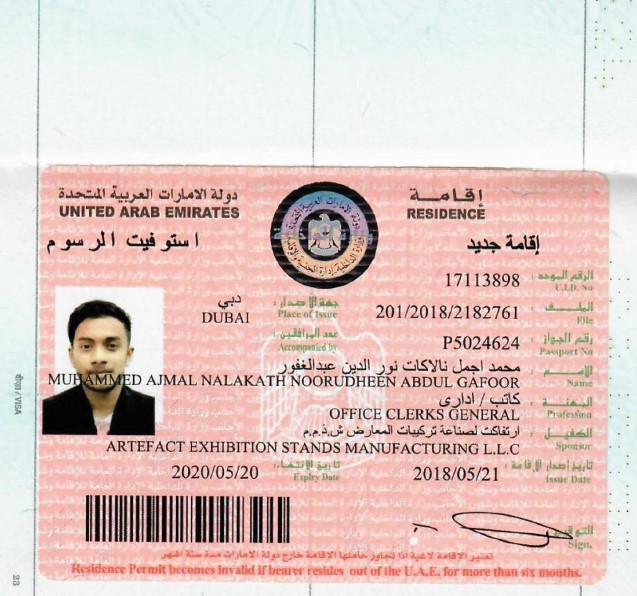 دولة الامارات العربية المتحدة
UNITED ARAB EMIRATES
إقامة
RESIDENCE
استوفيت الرسوم
إقامة جديد
17113898
الرقم الموحد :
U.I.D. No
دبي
DUBAI
جهة الاصدار :
Place of Issue
201/2018/2182761
الملف :
File
عدد المرافقين :
Accompanied by
P5024624
رقم الجواز :
Passport No
محمد اجمل نالاكات نور الدين عبدالغفور
الاسم :
MUHAMMED AJMAL NALAKATH NOORUDHEEN ABDUL GAFOOR
Name
كاتب / ادارى
المهنة :
OFFICE CLERKS GENERAL
Profession
ارتفاكت لصناعة تركيبات المعارض ش.ذ.م.م
الكفيل :
ARTEFACT EXHIBITION STANDS MANUFACTURING L.L.C
Sponsor
2020/05/20
تاريخ الانتهاء :
Expiry Date
2018/05/21
تاريخ إصدار الإقامة :
Issue Date
التوقيع
Sign.
تعتبر الإقامة لاغية اذا تجاوز حاملها الاقامة خارج دولة الامارات مدة ستة اشهر
Residence Permit becomes invalid if bearer resides out of the U.A.E. for more than six months.
वीज़ा /VISA
23